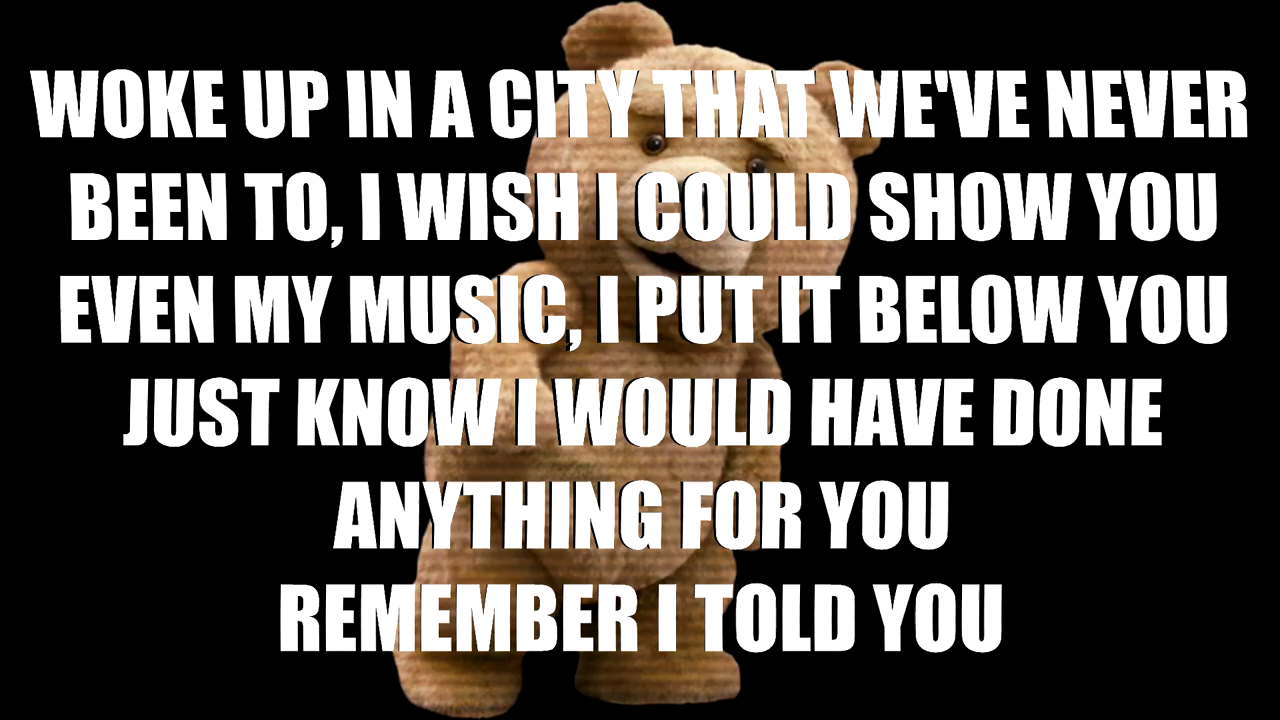 WOKE UP IN A CITY THAT WE'VE NEVER
BEEN TO, I WISH I COULD SHOW YOU
EVEN MY MUSIC, I PUT IT BELOW YOU
JUST KNOW I WOULD HAVE DONE
ANYTHING FOR YOU
REMEMBER I TOLD YOU